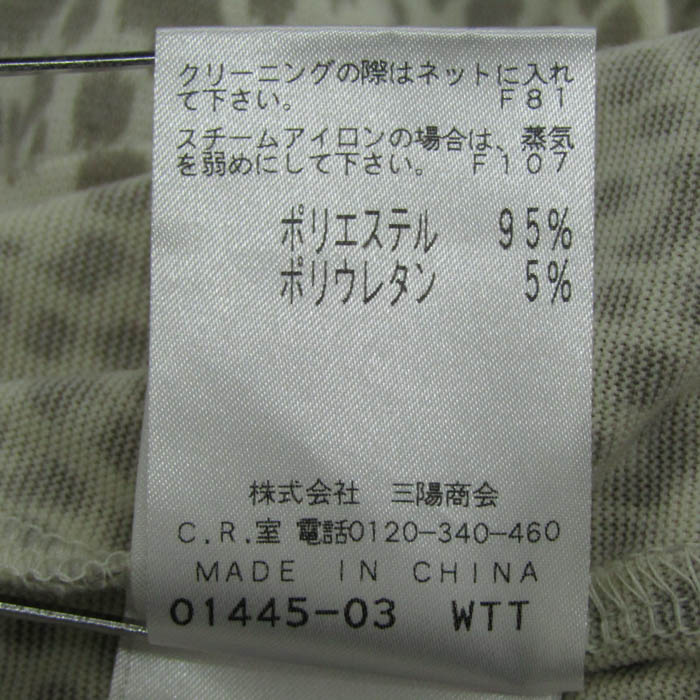 クリーニングの際はネットに入れ
て下さい。 F81
スチームアイロンの場合は、蒸気
を弱めにして下さい。 F107
ポリエステル 95%
ポリウレタン 5%
株式会社 三陽商会
C.R.室 電話0120-340-460
MADE IN CHINA
01445-03 WTT